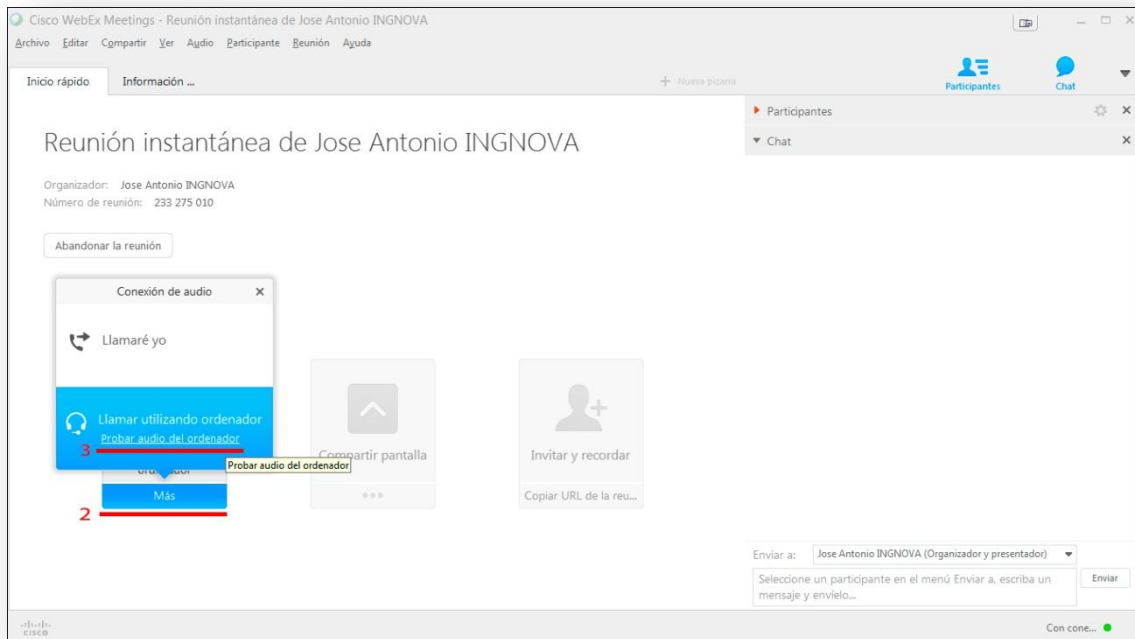 Cisco WebEx Meetings - Reunión instantánea de Jose Antonio INGNOVA
Archivo Editar Compartir Ver Audio Participante Reunión Ayuda
Inicio rápido
Información ...
+ Nueva pizarra
Participantes
Chat
Participantes
Chat
Reunión instantánea de Jose Antonio INGNOVA
Organizador: Jose Antonio INGNOVA
Número de reunión: 233 275 010
Abandonar la reunión
Conexión de audio
Llamaré yo
Llamar utilizando ordenador
Probar audio del ordenador
3
Probar audio del ordenador
ordenador
Más
2
Compartir pantalla
Invitar y recordar
Copiar URL de la reu...
Enviar a: Jose Antonio INGNOVA (Organizador y presentador)
Seleccione un participante en el menú Enviar a, escriba un
mensaje y envíelo...
Enviar
CISCO
Con cone...